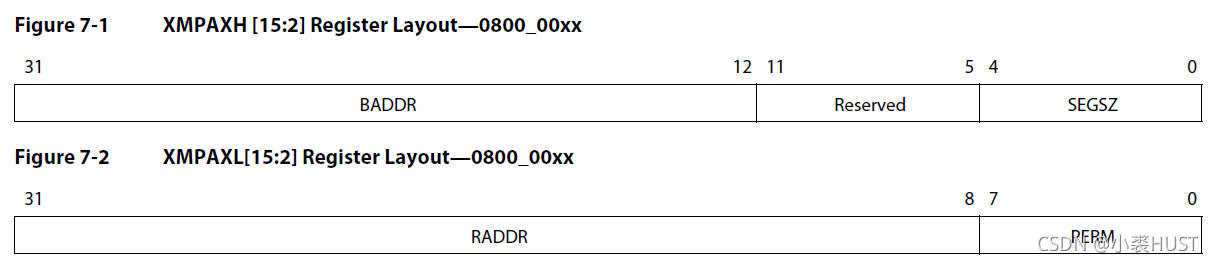 Figure 7-1 XMPAXH [15:2] Register Layout—0800_00xx
31 12 11 5 4 0
BADDR Reserved SEGSZ
Figure 7-2 XMPAXL[15:2] Register Layout—0800_00xx
31 8 7 0
RADDR PERM
CSDN @小裘HUST